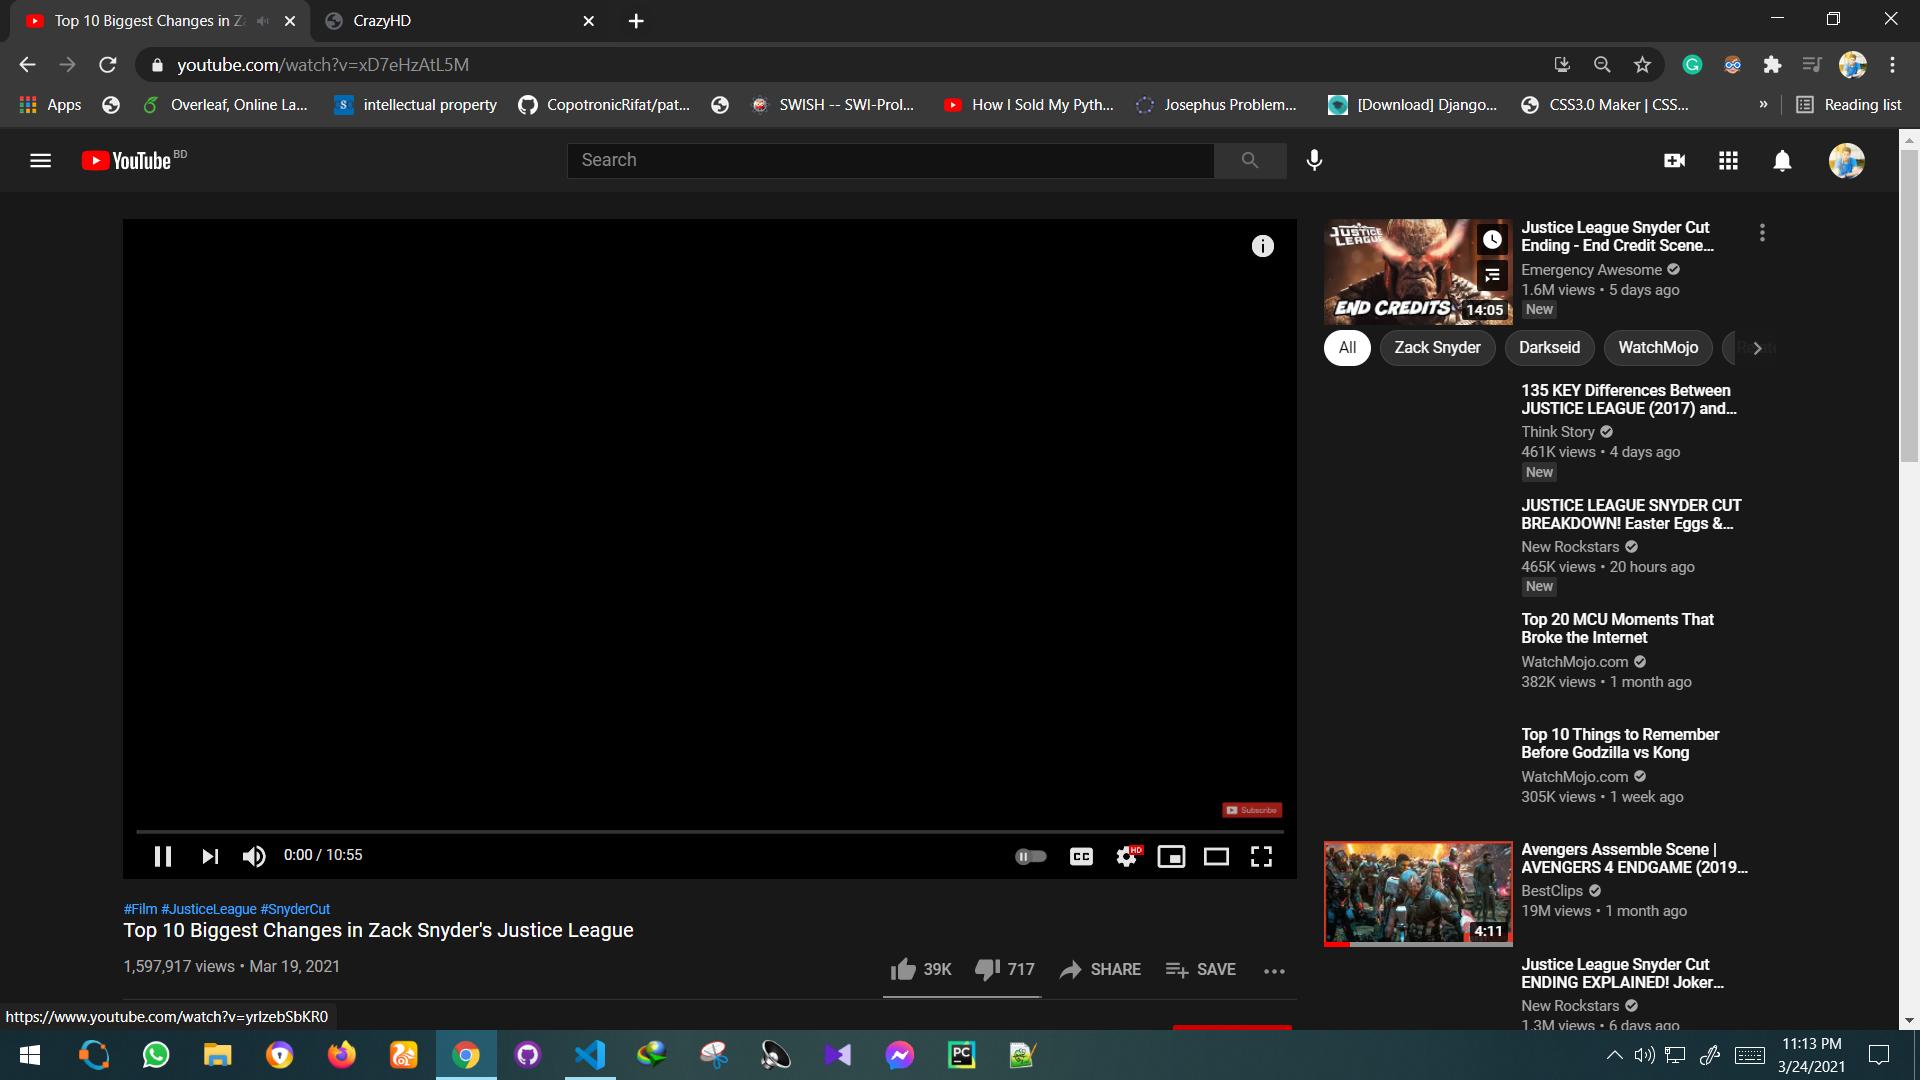 Top 10 Biggest Changes in Z
CrazyHD
youtube.com/watch?v=xD7eHzAtL5M
Apps
Overleaf, Online La...
intellectual property
CopotronicRifat/pat...
SWISH -- SWI-Prol...
How I Sold My Pyth...
Josephus Problem...
[Download] Django...
CSS3.0 Maker | CSS...
»
Reading list
YouTube BD
Search
JUSTICE LEAGUE
END CREDITS
14:05
Justice League Snyder Cut
Ending - End Credit Scene...
Emergency Awesome
1.6M views • 5 days ago
New
All
Zack Snyder
Darkseid
WatchMojo
135 KEY Differences Between
JUSTICE LEAGUE (2017) and...
Think Story
461K views • 4 days ago
New
JUSTICE LEAGUE SNYDER CUT
BREAKDOWN! Easter Eggs &...
New Rockstars
465K views • 20 hours ago
New
Top 20 MCU Moments That
Broke the Internet
WatchMojo.com
382K views • 1 month ago
Top 10 Things to Remember
Before Godzilla vs Kong
WatchMojo.com
305K views • 1 week ago
Subscribe
0:00 / 10:55
CC
HD
4:11
Avengers Assemble Scene |
AVENGERS 4 ENDGAME (2019...
BestClips
19M views • 1 month ago
#Film #JusticeLeague #SnyderCut
Top 10 Biggest Changes in Zack Snyder's Justice League
1,597,917 views • Mar 19, 2021
39K
717
SHARE
SAVE
Justice League Snyder Cut
ENDING EXPLAINED! Joker...
New Rockstars
1.3M views • 6 days ago
https://www.youtube.com/watch?v=yrIzebSbKR0
PC
11:13 PM
3/24/2021